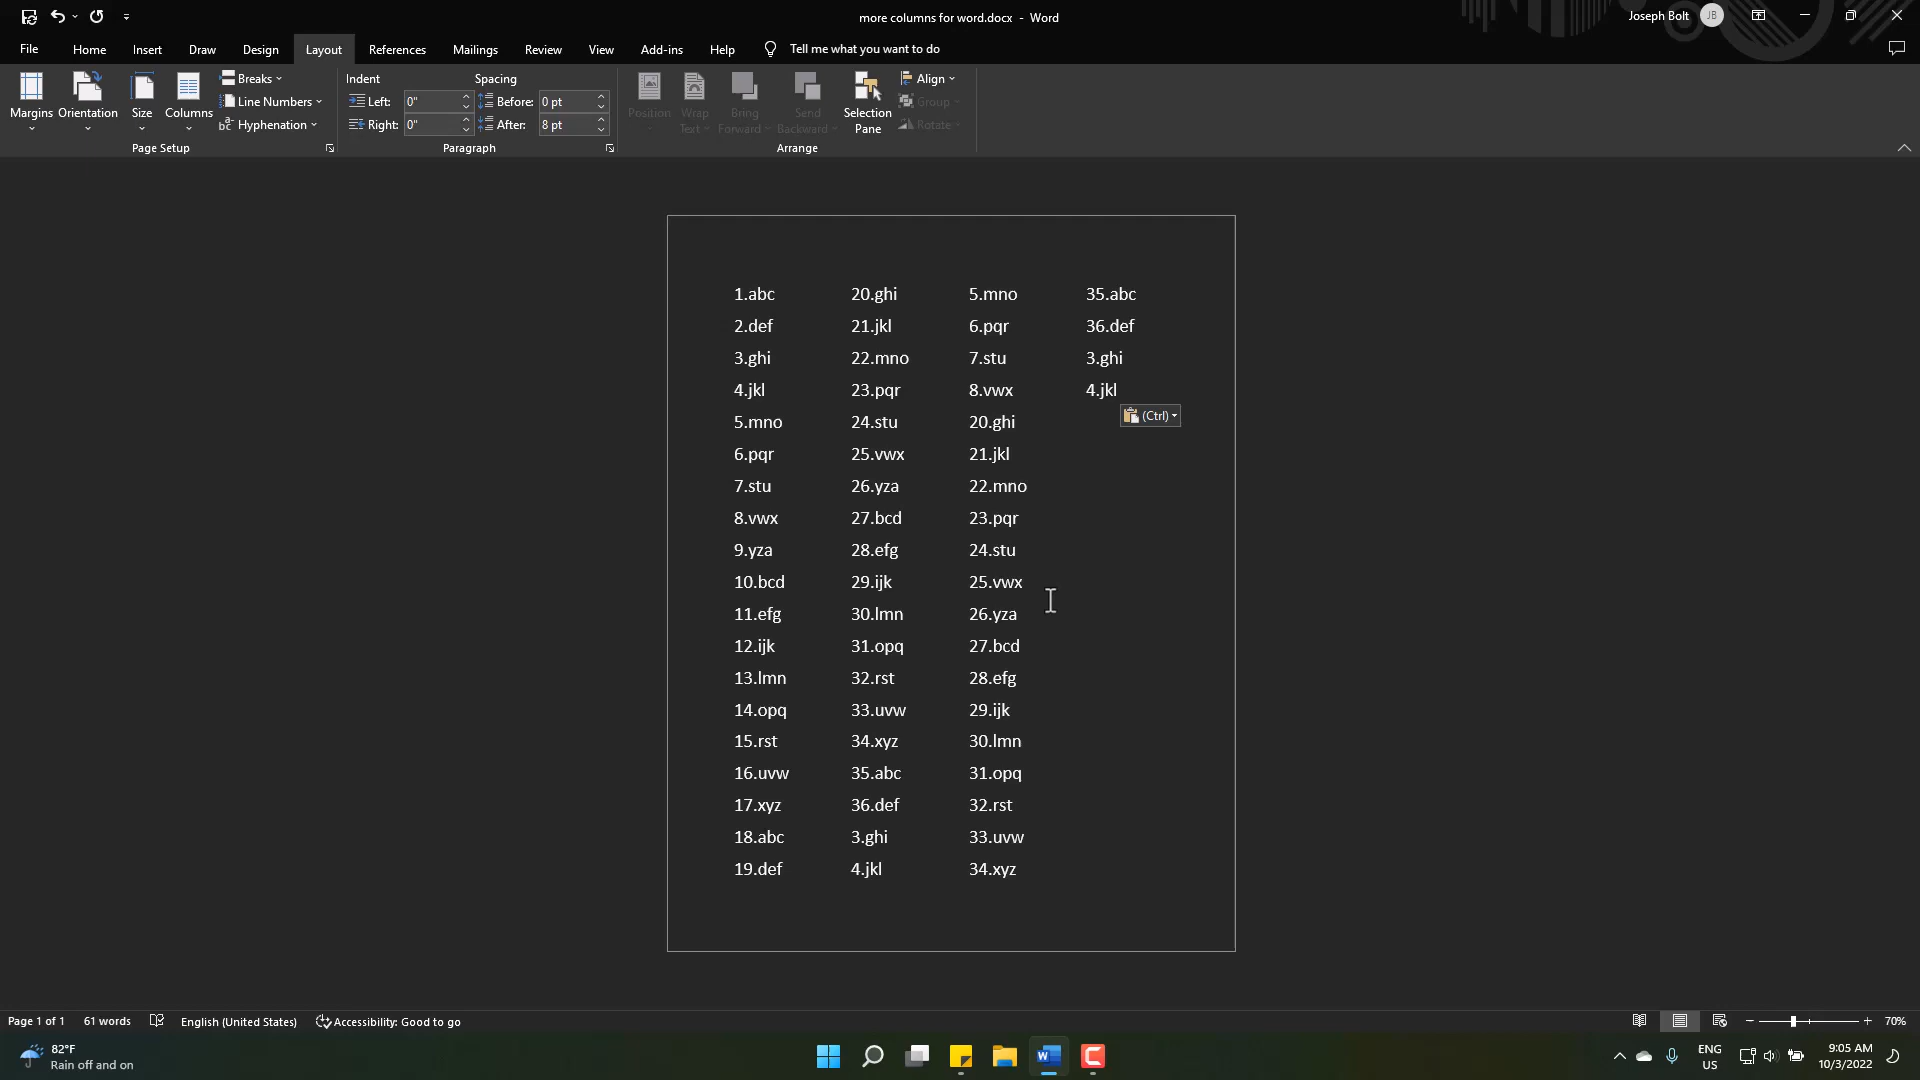 more columns for word.docx - Word
Joseph Bolt JB
File Home Insert Draw Design Layout References Mailings Review View Add-ins Help Tell me what you want to do
Margins
Orientation
Size
Columns
Breaks
Line Numbers
Hyphenation
Page Setup
Indent
Left: 0"
Right: 0"
Spacing
Before: 0 pt
After: 8 pt
Paragraph
Position
Wrap
Text
Bring
Forward
Send
Backward
Selection
Pane
Align
Group
Rotate
Arrange
1.abc
2.def
3.ghi
4.jkl
5.mno
6.pqr
7.stu
8.vwx
9.yza
10.bcd
11.efg
12.ijk
13.lmn
14.opq
15.rst
16.uvw
17.xyz
18.abc
19.def
20.ghi
21.jkl
22.mno
23.pqr
24.stu
25.vwx
26.yza
27.bcd
28.efg
29.ijk
30.lmn
31.opq
32.rst
33.uvw
34.xyz
35.abc
36.def
3.ghi
4.jkl
5.mno
6.pqr
7.stu
8.vwx
20.ghi
21.jkl
22.mno
23.pqr
24.stu
25.vwx
26.yza
27.bcd
28.efg
29.ijk
30.lmn
31.opq
32.rst
33.uvw
34.xyz
35.abc
36.def
3.ghi
4.jkl
(Ctrl)
Page 1 of 1 61 words English (United States) Accessibility: Good to go 70%
82°F
Rain off and on
ENG
US
9:05 AM
10/3/2022